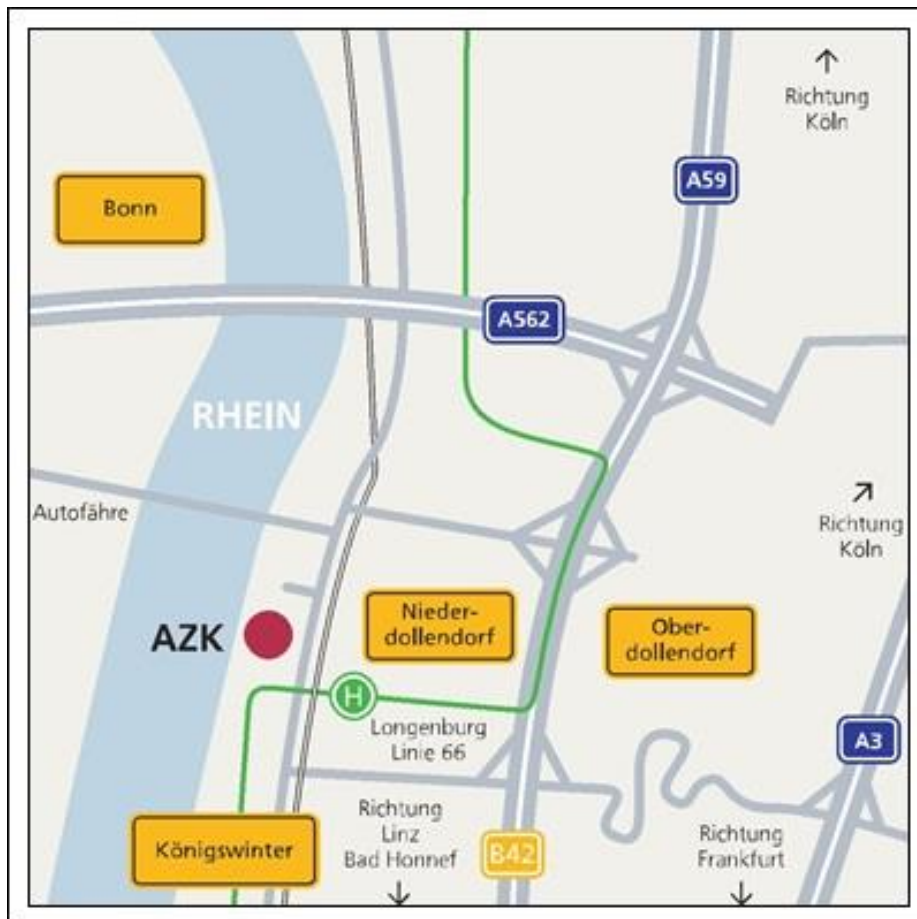 Richtung
Köln
A59
Bonn
A562
RHEIN
Autofähre
Richtung
Köln
Nieder-
dollendorf
Ober-
dollendorf
AZK
H
Longenburg
Linie 66
A3
Richtung
Linz
Bad Honnef
Königswinter
B42
Richtung
Frankfurt